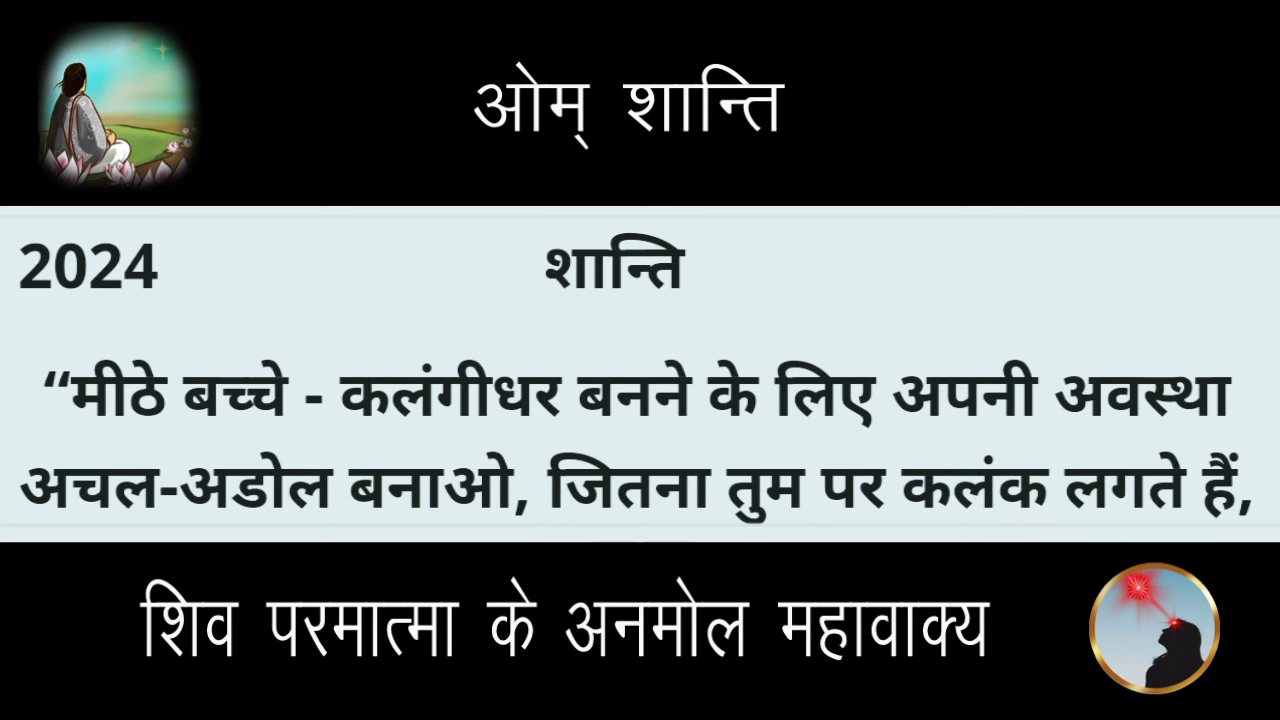 ओम् शान्ति
2024 शान्ति
“मीठे बच्चे - कलंगीधर बनने के लिए अपनी अवस्था
अचल-अडोल बनाओ, जितना तुम पर कलंक लगते हैं,
शिव परमात्मा के अनमोल महावाक्य